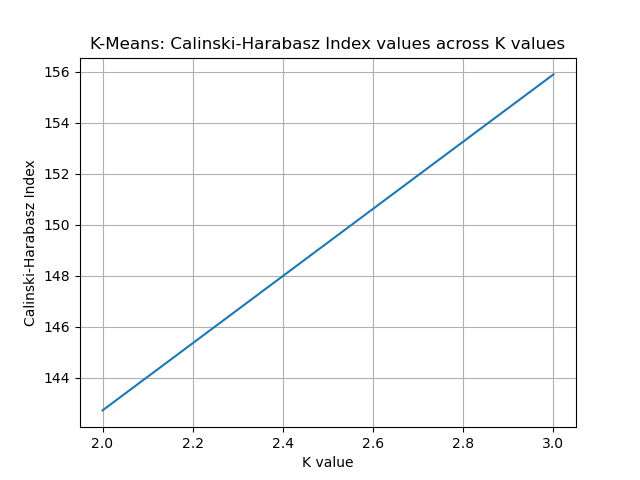 K-Means: Calinski-Harabasz Index values across K values
156
154
152
150
148
146
144
Calinski-Harabasz Index
2.0 2.2 2.4 2.6 2.8 3.0
K value